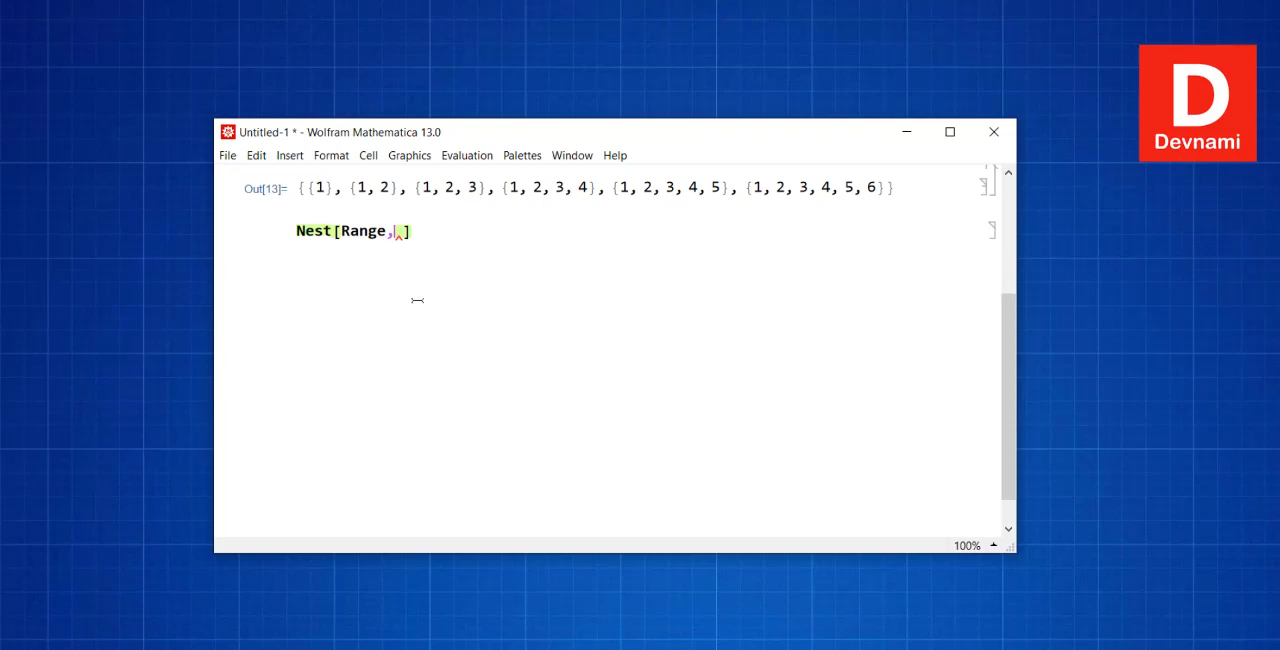 D
Devnami
Untitled-1 * - Wolfram Mathematica 13.0
File Edit Insert Format Cell Graphics Evaluation Palettes Window Help
Out[13]= {{1}, {1, 2}, {1, 2, 3}, {1, 2, 3, 4}, {1, 2, 3, 4, 5}, {1, 2, 3, 4, 5, 6}}
Nest[Range, ]
100%